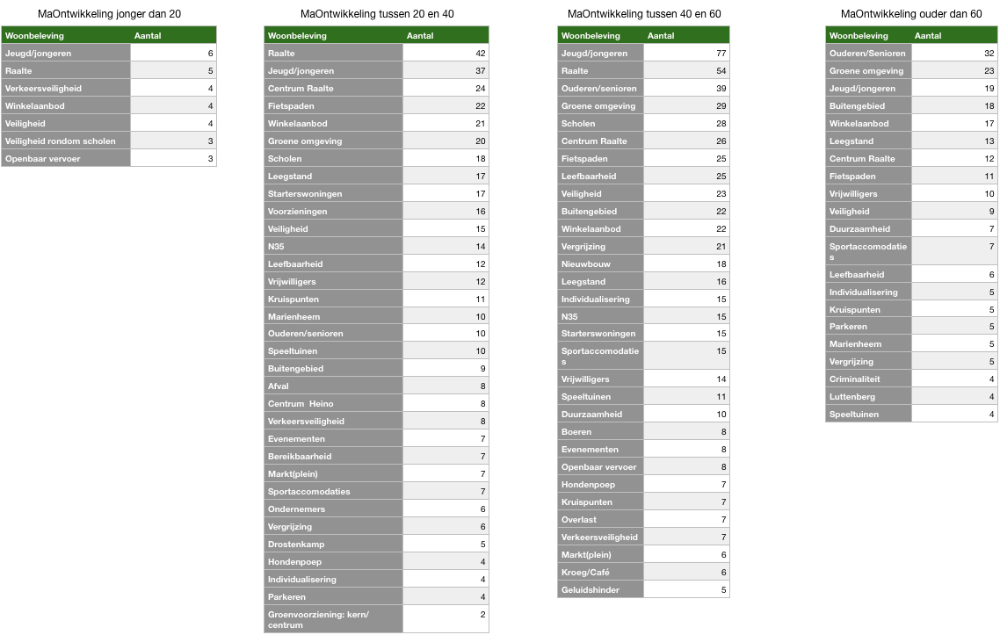 MaOntwikkeling jonger dan 20
Woonbeleving Aantal
Jeugd/jongeren 6
Raalte 5
Verkeersveiligheid 4
Winkelaanbod 4
Veiligheid 4
Veiligheid rondom scholen 3
Openbaar vervoer 3
MaOntwikkeling tussen 20 en 40
Woonbeleving Aantal
Raalte 42
Jeugd/jongeren 37
Centrum Raalte 24
Fietspaden 22
Winkelaanbod 21
Groene omgeving 20
Scholen 18
Leegstand 17
Starterswoningen 17
Voorzieningen 16
Veiligheid 15
N35 14
Leefbaarheid 12
Vrijwilligers 12
Kruispunten 11
Marienheem 10
Ouderen/senioren 10
Speeltuinen 10
Buitengebied 9
Afval 8
Centrum Heino 8
Verkeersveiligheid 8
Evenementen 7
Bereikbaarheid 7
Markt(plein) 7
Sportaccomodaties 7
Ondernemers 6
Vergrijzing 6
Drostenkamp 5
Hondenpoep 4
Individualisering 4
Parkeren 4
Groenvoorziening: kern/ 2
centrum
MaOntwikkeling tussen 40 en 60
Woonbeleving Aantal
Jeugd/jongeren 77
Raalte 54
Ouderen/senioren 39
Groene omgeving 29
Scholen 28
Centrum Raalte 26
Fietspaden 25
Leefbaarheid 25
Veiligheid 23
Buitengebied 22
Winkelaanbod 22
Vergrijzing 21
Nieuwbouw 18
Leegstand 16
Individualisering 15
N35 15
Starterswoningen 15
Sportaccomodatie 15
s
Vrijwilligers 14
Speeltuinen 11
Duurzaamheid 10
Boeren 8
Evenementen 8
Openbaar vervoer 8
Hondenpoep 7
Kruispunten 7
Overlast 7
Verkeersveiligheid 7
Markt(plein) 6
Kroeg/Café 6
Geluidshinder 5
MaOntwikkeling ouder dan 60
Woonbeleving Aantal
Ouderen/Senioren 32
Groene omgeving 23
Jeugd/jongeren 19
Buitengebied 18
Winkelaanbod 17
Leegstand 13
Centrum Raalte 12
Fietspaden 11
Vrijwilligers 10
Veiligheid 9
Duurzaamheid 7
Sportaccomodatie 7
s
Leefbaarheid 6
Individualisering 5
Kruispunten 5
Parkeren 5
Marienheem 5
Vergrijzing 5
Criminaliteit 4
Luttenberg 4
Speeltuinen 4